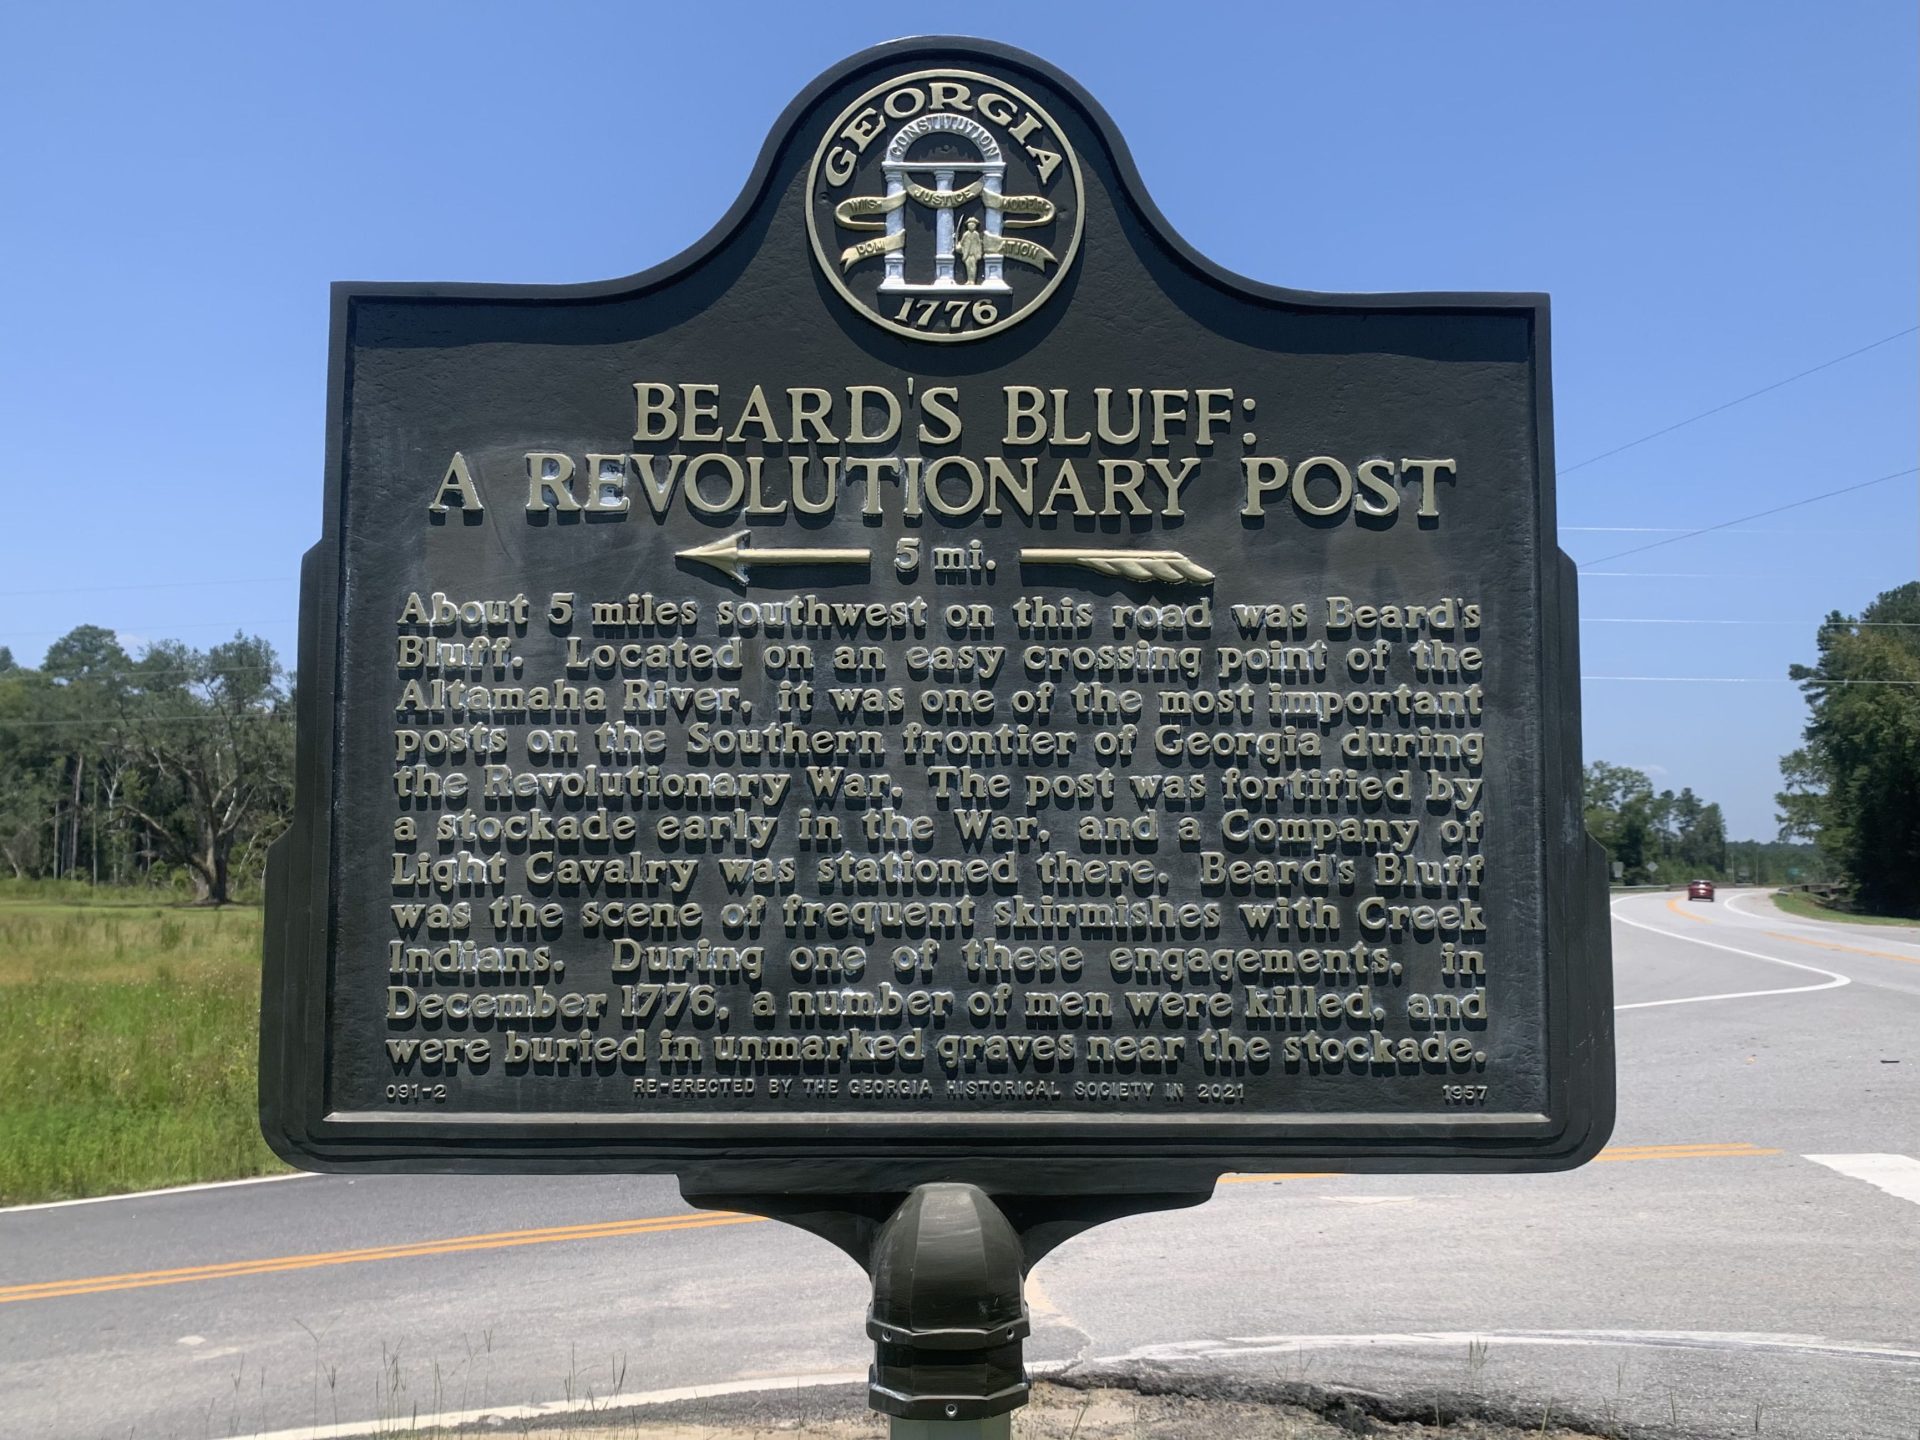 GEORGIA
CONSTITUTION
WIS- JUSTICE MODER-
DOM ATION
1776
BEARD'S BLUFF:
A REVOLUTIONARY POST
5 mi.
About 5 miles southwest on this road was Beard's
Bluff. Located on an easy crossing point of the
Altamaha River, it was one of the most important
posts on the Southern frontier of Georgia during
the Revolutionary War. The post was fortified by
a stockade early in the War, and a Company of
Light Cavalry was stationed there. Beard's Bluff
was the scene of frequent skirmishes with Creek
Indians. During one of these engagements, in
December 1776, a number of men were killed, and
were buried in unmarked graves near the stockade.
091-2 RE-ERECTED BY THE GEORGIA HISTORICAL SOCIETY IN 2021 1957